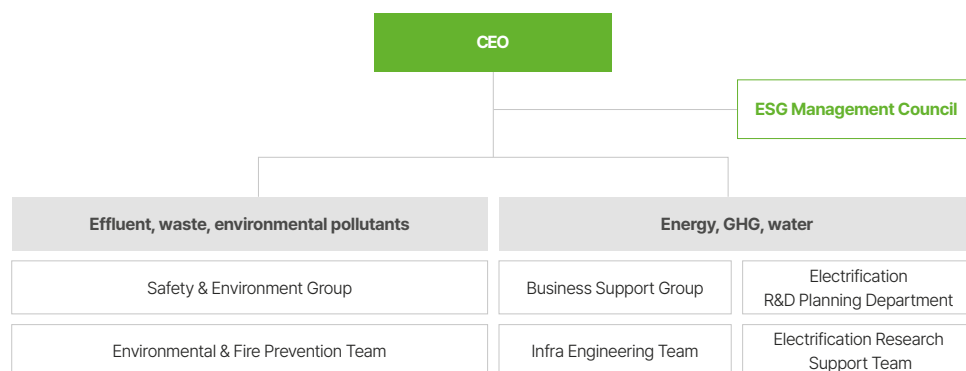 CEO
ESG Management Council
Effluent, waste, environmental pollutants
Energy, GHG, water
Safety & Environment Group
Business Support Group
Electrification
R&D Planning Department
Environmental & Fire Prevention Team
Infra Engineering Team
Electrification Research
Support Team